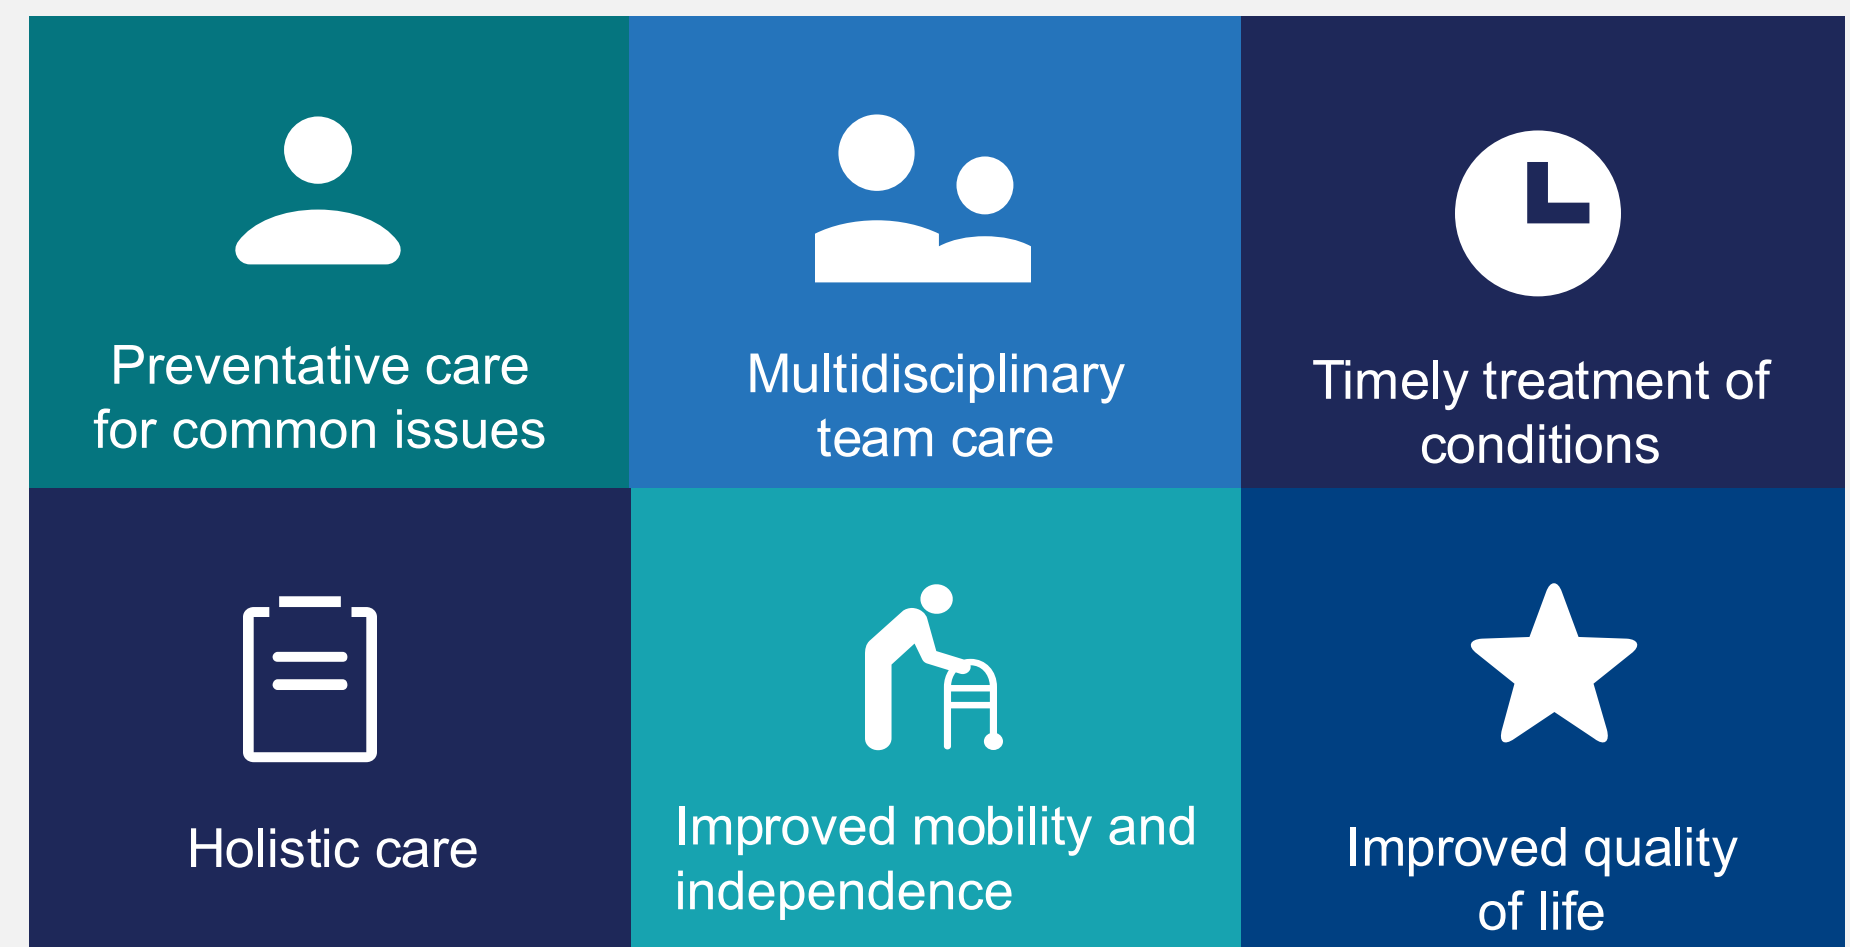 Preventative care
for common issues
Multidisciplinary
team care
Timely treatment of
conditions
Holistic care
Improved mobility and
independence
Improved quality
of life